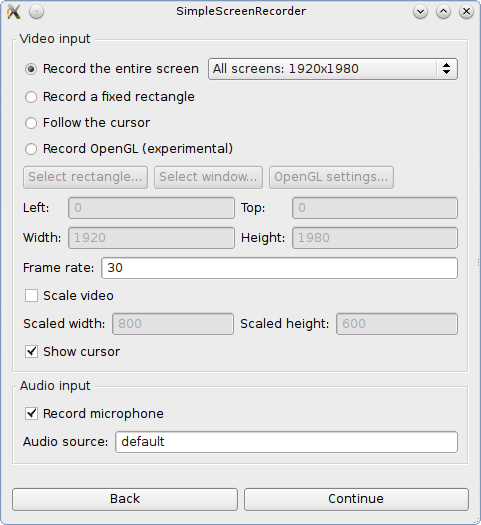 SimpleScreenRecorder
Video input
Record the entire screen All screens: 1920x1980
Record a fixed rectangle
Follow the cursor
Record OpenGL (experimental)
Select rectangle... Select window... OpenGL settings...
Left: 0 Top: 0
Width: 1920 Height: 1980
Frame rate: 30
Scale video
Scaled width: 800 Scaled height: 600
Show cursor
Audio input
Record microphone
Audio source: default
Back Continue